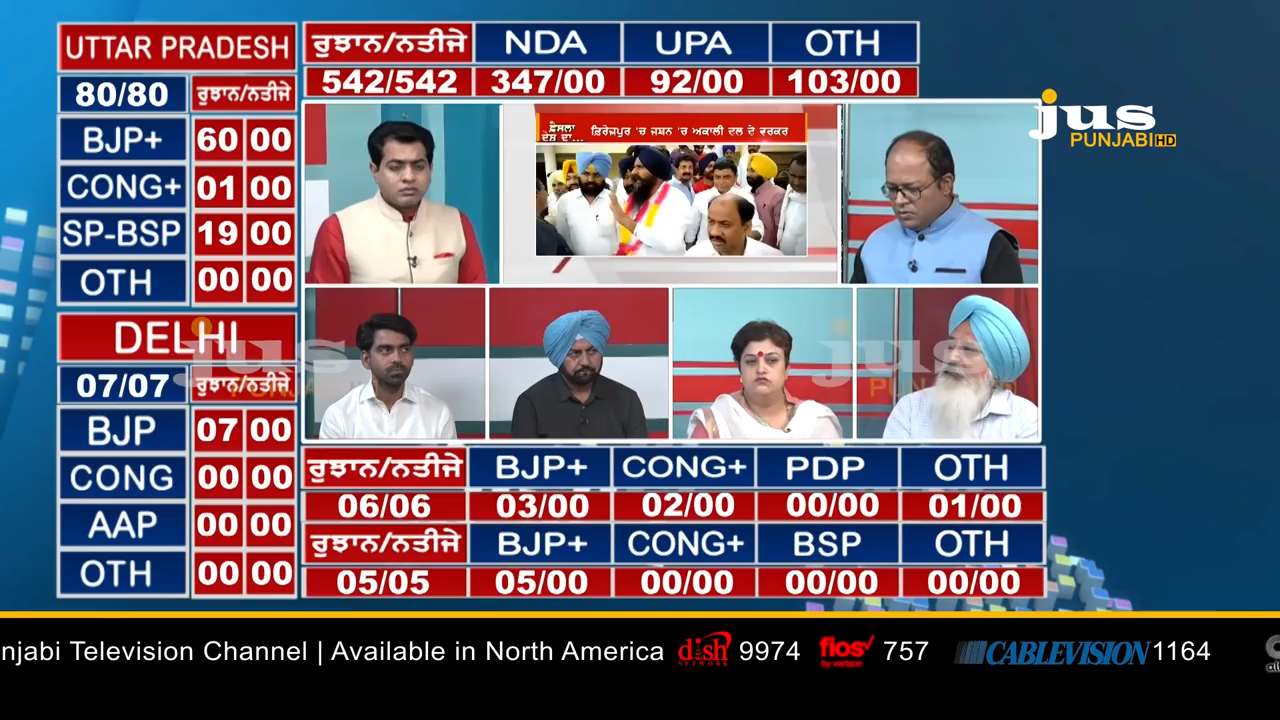 UTTAR PRADESH
80/80 ਰੁਝਾਨ/ਨਤੀਜੇ
BJP+ 60 00
CONG+ 01 00
SP-BSP 19 00
OTH 00 00
DELHI
07/07 ਰੁਝਾਨ/ਨਤੀਜੇ
BJP 07 00
CONG 00 00
AAP 00 00
OTH 00 00
ਰੁਝਾਨ/ਨਤੀਜੇ NDA UPA OTH
542/542 347/00 92/00 103/00
jus
PUNJABI HD
ਫ਼ੈਸਲਾ
ਦੇਸ਼ ਦਾ...
ਫ਼ਿਰੋਜ਼ਪੁਰ 'ਚ ਜਸ਼ਨ 'ਚ ਅਕਾਲੀ ਦਲ ਦੇ ਵਰਕਰ
jus
jus
ਰੁਝਾਨ/ਨਤੀਜੇ BJP+ CONG+ PDP OTH
06/06 03/00 02/00 00/00 01/00
ਰੁਝਾਨ/ਨਤੀਜੇ BJP+ CONG+ BSP OTH
05/05 05/00 00/00 00/00 00/00
njabi Television Channel | Available in North America dish NETWORK 9974 fios by verizon 757 CABLEVISION 1164